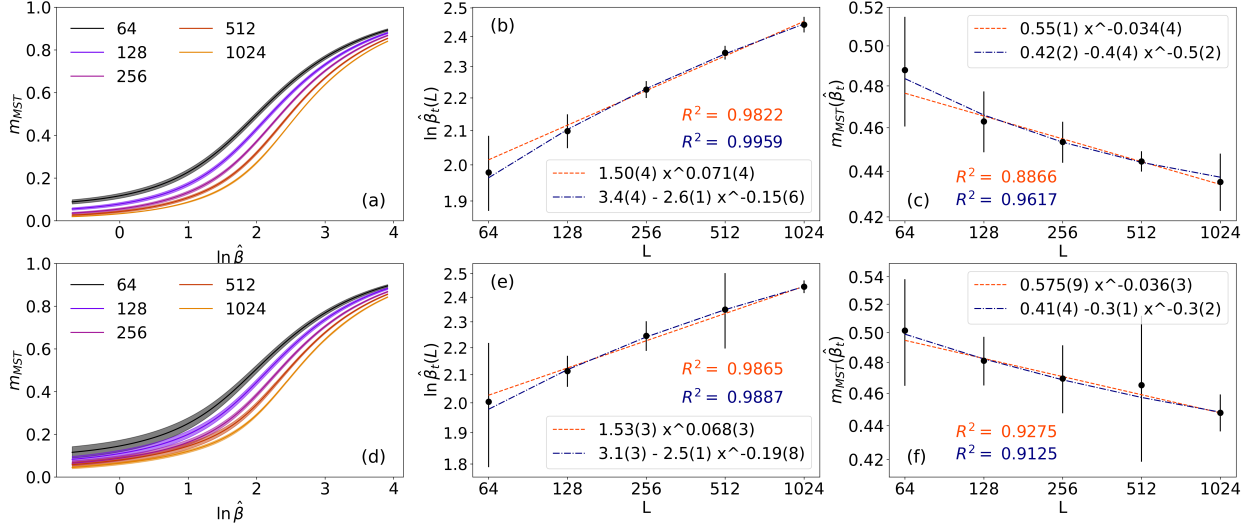 1.0
0.8
0.6
0.4
0.2
0.0
m_MST
64
128
256
512
1024
(a)
0 1 2 3 4
ln β̂
2.5
2.4
2.3
2.2
2.1
2.0
1.9
ln β̂_t(L)
(b)
R² = 0.9822
R² = 0.9959
1.50(4) x^0.071(4)
3.4(4) - 2.6(1) x^-0.15(6)
64 128 256 512 1024
L
0.52
0.50
0.48
0.46
0.44
0.42
m_MST(β̂_t)
0.55(1) x^-0.034(4)
0.42(2) -0.4(4) x^-0.5(2)
R² = 0.8866
R² = 0.9617
(c)
64 128 256 512 1024
L
1.0
0.8
0.6
0.4
0.2
0.0
m_MST
64
128
256
512
1024
(d)
0 1 2 3 4
ln β̂
2.5
2.4
2.3
2.2
2.1
2.0
1.9
1.8
ln β̂_t(L)
(e)
R² = 0.9865
R² = 0.9887
1.53(3) x^0.068(3)
3.1(3) - 2.5(1) x^-0.19(8)
64 128 256 512 1024
L
0.54
0.52
0.50
0.48
0.46
0.44
0.42
m_MST(β̂_t)
0.575(9) x^-0.036(3)
0.41(4) -0.3(1) x^-0.3(2)
R² = 0.9275
R² = 0.9125
(f)
64 128 256 512 1024
L